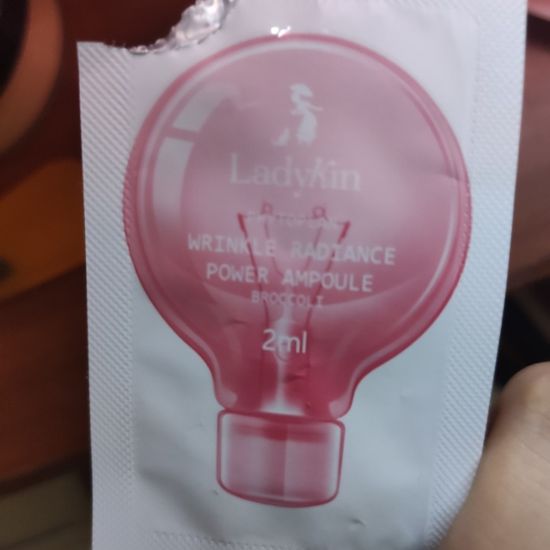 LadyKin
WRINKLE RADIANCE
POWER AMPOULE
BROCCOLI
2ml